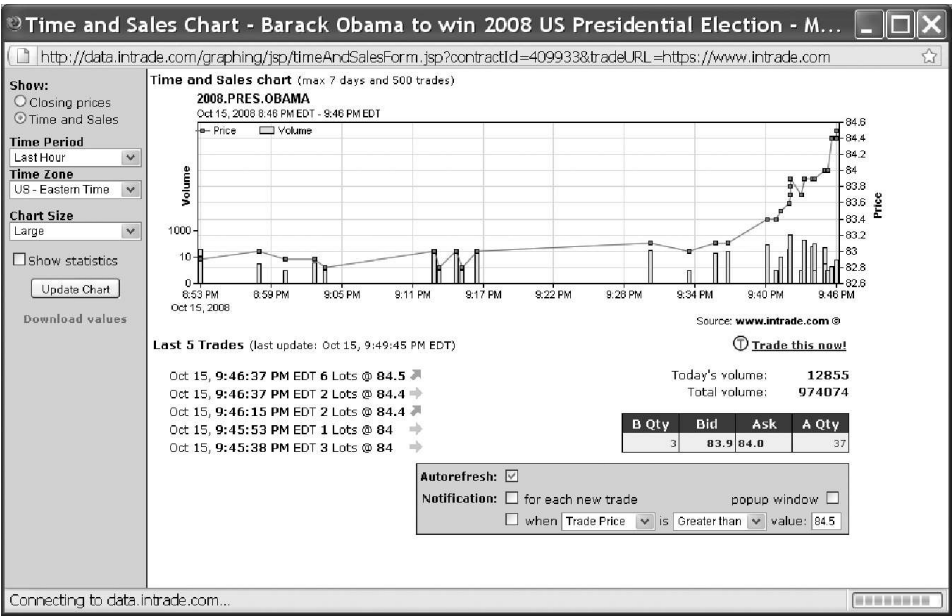 Time and Sales Chart - Barack Obama to win 2008 US Presidential Election - M...
http://data.intrade.com/graphing/jsp/timeAndSalesForm.jsp?contractId=409933&tradeURL=https://www.intrade.com
Show:
Closing prices
Time and Sales
Time Period
Last Hour
Time Zone
US - Eastern Time
Chart Size
Large
Show statistics
Update Chart
Download values
Time and Sales chart (max 7 days and 500 trades)
2008.PRES.OBAMA
Oct 15, 2008 8:46 PM EDT - 9:46 PM EDT
Price Volume
Volume
1000
10
0
84.6
84.4
84.2
84
83.8
83.6
83.4
83.2
83
82.8
82.6
Price
8:53 PM 8:59 PM 9:05 PM 9:11 PM 9:17 PM 9:22 PM 9:28 PM 9:34 PM 9:40 PM 9:46 PM
Oct 15, 2008
Source: www.intrade.com ©
Last 5 Trades (last update: Oct 15, 9:49:45 PM EDT)
T Trade this now!
Oct 15, 9:46:37 PM EDT 6 Lots @ 84.5
Oct 15, 9:46:37 PM EDT 2 Lots @ 84.4
Oct 15, 9:46:15 PM EDT 2 Lots @ 84.4
Oct 15, 9:45:53 PM EDT 1 Lots @ 84
Oct 15, 9:45:38 PM EDT 3 Lots @ 84
Today's volume: 12855
Total volume: 974074
B Qty Bid Ask A Qty
3 83.9 84.0 37
Autorefresh:
Notification: for each new trade popup window
when Trade Price is Greater than value: 84.5
Connecting to data.intrade.com...